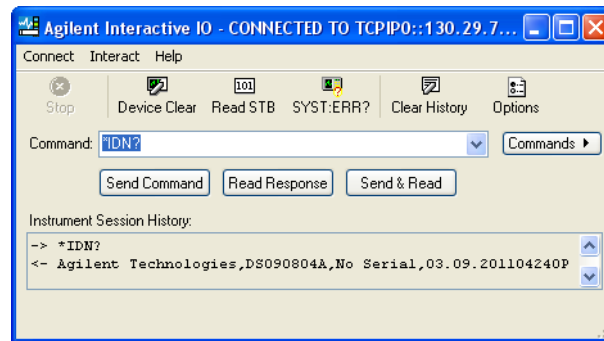 Agilent Interactive IO - CONNECTED TO TCPIP0::130.29.7...
Connect Interact Help
Stop Device Clear Read STB SYST:ERR? Clear History Options
Command: *IDN? Commands
Send Command Read Response Send & Read
Instrument Session History:
-> *IDN?
<- Agilent Technologies,DSO90804A,No Serial,03.09.201104240P